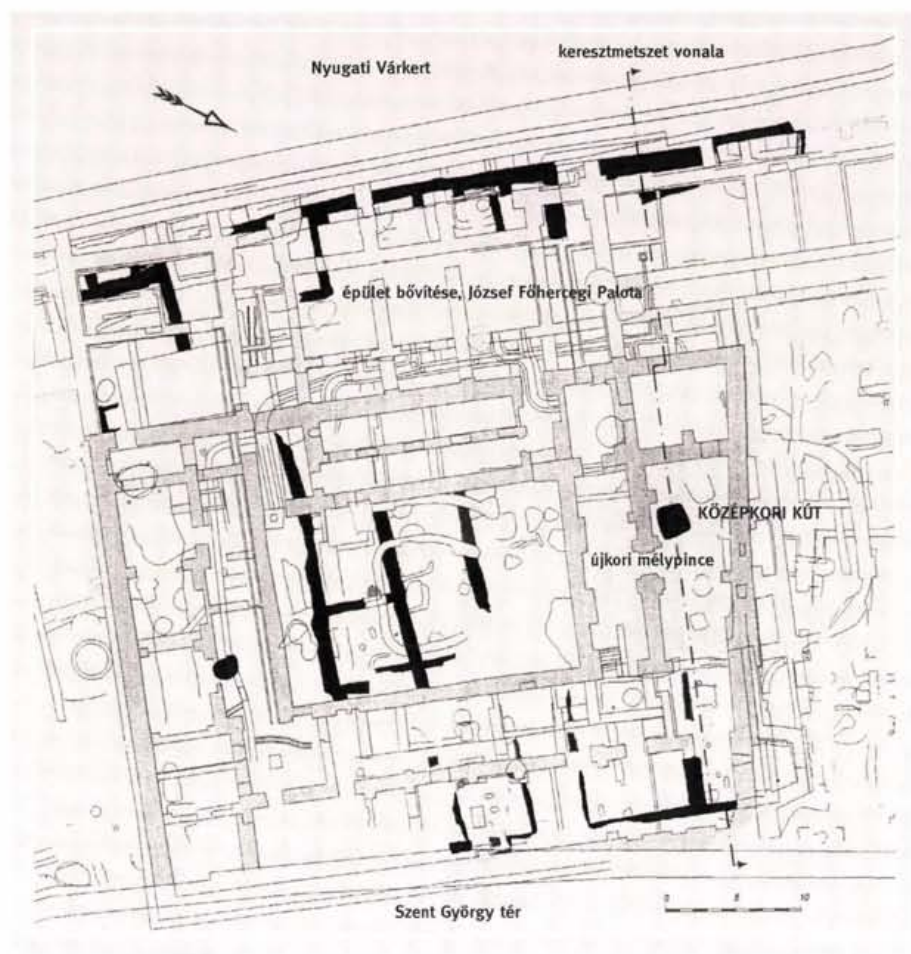 Nyugati Várkert
keresztmetszet vonala
épület bővítése, József Főhercegi Palota
KÖZÉPKORI KÚT
újkori mélypince
Szent György tér
0 5 10